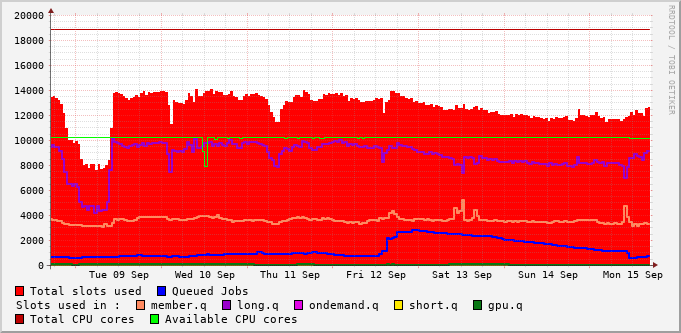 20000
18000
16000
14000
12000
10000
8000
6000
4000
2000
0
Tue 09 Sep Wed 10 Sep Thu 11 Sep Fri 12 Sep Sat 13 Sep Sun 14 Sep Mon 15 Sep
RRDTOOL / TOBI OETIKER
Total slots used Queued Jobs
Slots used in : member.q long.q ondemand.q short.q gpu.q
Total CPU cores Available CPU cores